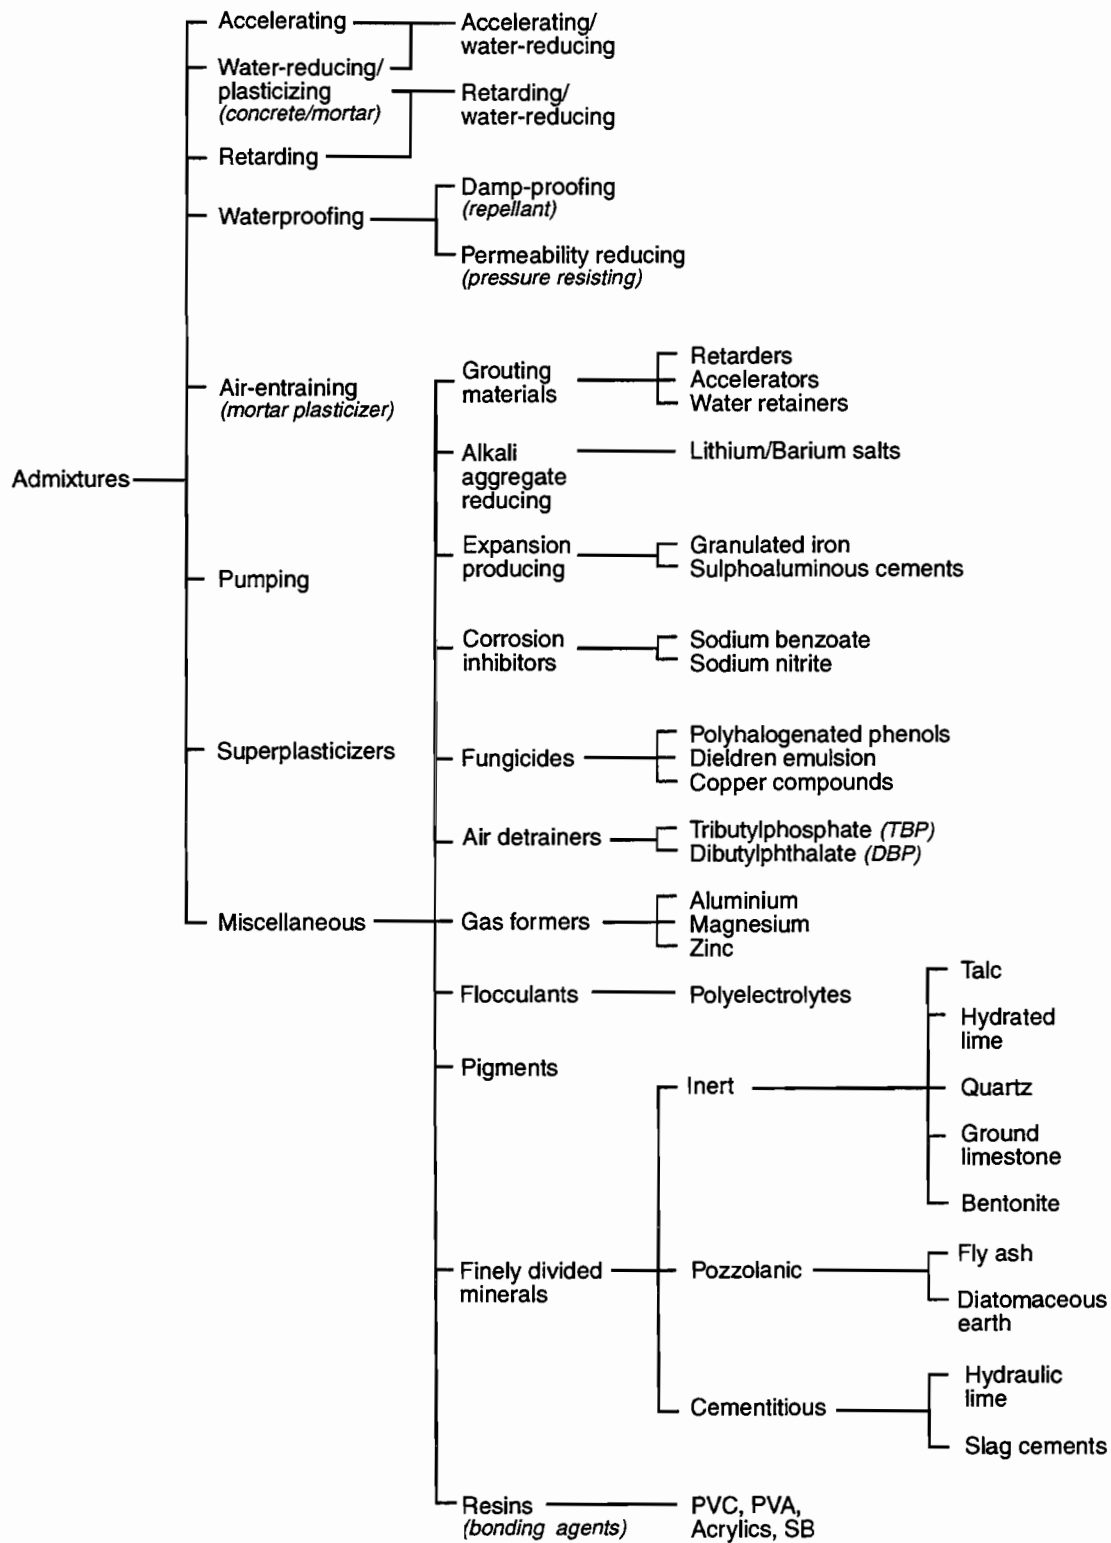 Accelerating
Accelerating/
water-reducing
Water-reducing/
plasticizing
(concrete/mortar)
Retarding/
water-reducing
Retarding
Waterproofing
Damp-proofing
(repellant)
Permeability reducing
(pressure resisting)
Air-entraining
(mortar plasticizer)
Admixtures
Pumping
Superplasticizers
Miscellaneous
Grouting
materials
Retarders
Accelerators
Water retainers
Alkali
aggregate
reducing
Lithium/Barium salts
Expansion
producing
Granulated iron
Sulphoaluminous cements
Corrosion
inhibitors
Sodium benzoate
Sodium nitrite
Fungicides
Polyhalogenated phenols
Dieldren emulsion
Copper compounds
Air detrainers
Tributylphosphate (TBP)
Dibutylphthalate (DBP)
Gas formers
Aluminium
Magnesium
Zinc
Flocculants
Polyelectrolytes
Pigments
Finely divided
minerals
Inert
Talc
Hydrated
lime
Quartz
Ground
limestone
Bentonite
Pozzolanic
Fly ash
Diatomaceous
earth
Cementitious
Hydraulic
lime
Slag cements
Resins
(bonding agents)
PVC, PVA,
Acrylics, SB